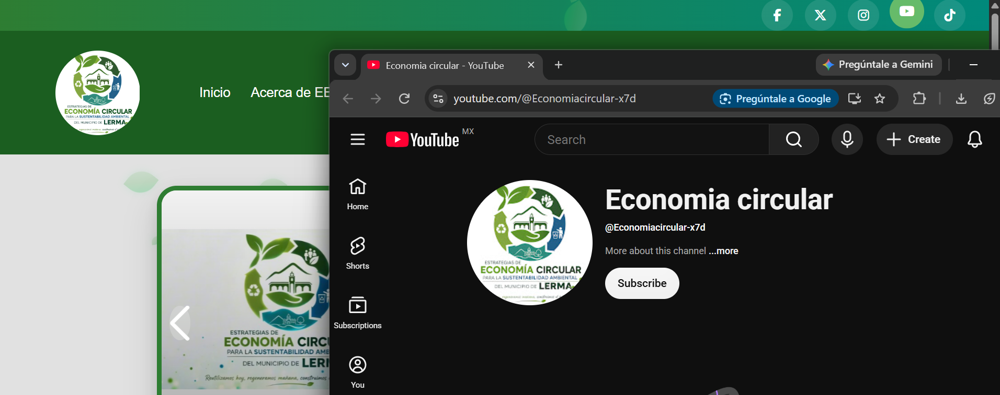 ESTRATEGIAS DE
ECONOMÍA CIRCULAR
PARA LA SUSTENTABILIDAD AMBIENTAL
DEL MUNICIPIO DE LERMA
Inicio
Acerca de EE
Economia circular - YouTube
Pregúntale a Gemini
youtube.com/@Economiacircular-x7d
Pregúntale a Google
YouTube MX
Search
Create
Home
Shorts
Subscriptions
You
ESTRATEGIAS DE
ECONOMÍA CIRCULAR
PARA LA SUSTENTABILIDAD AMBIENTAL
DEL MUNICIPIO DE LERMA
Economia circular
@Economiacircular-x7d
More about this channel ...more
Subscribe
ESTRATEGIAS DE
ECONOMÍA CIRC
PARA LA SUSTENTABILIDAD AMBIE
DEL MUNICIPIO DE LERM
Reutilizamos hoy, regeneramos mañana, construimos